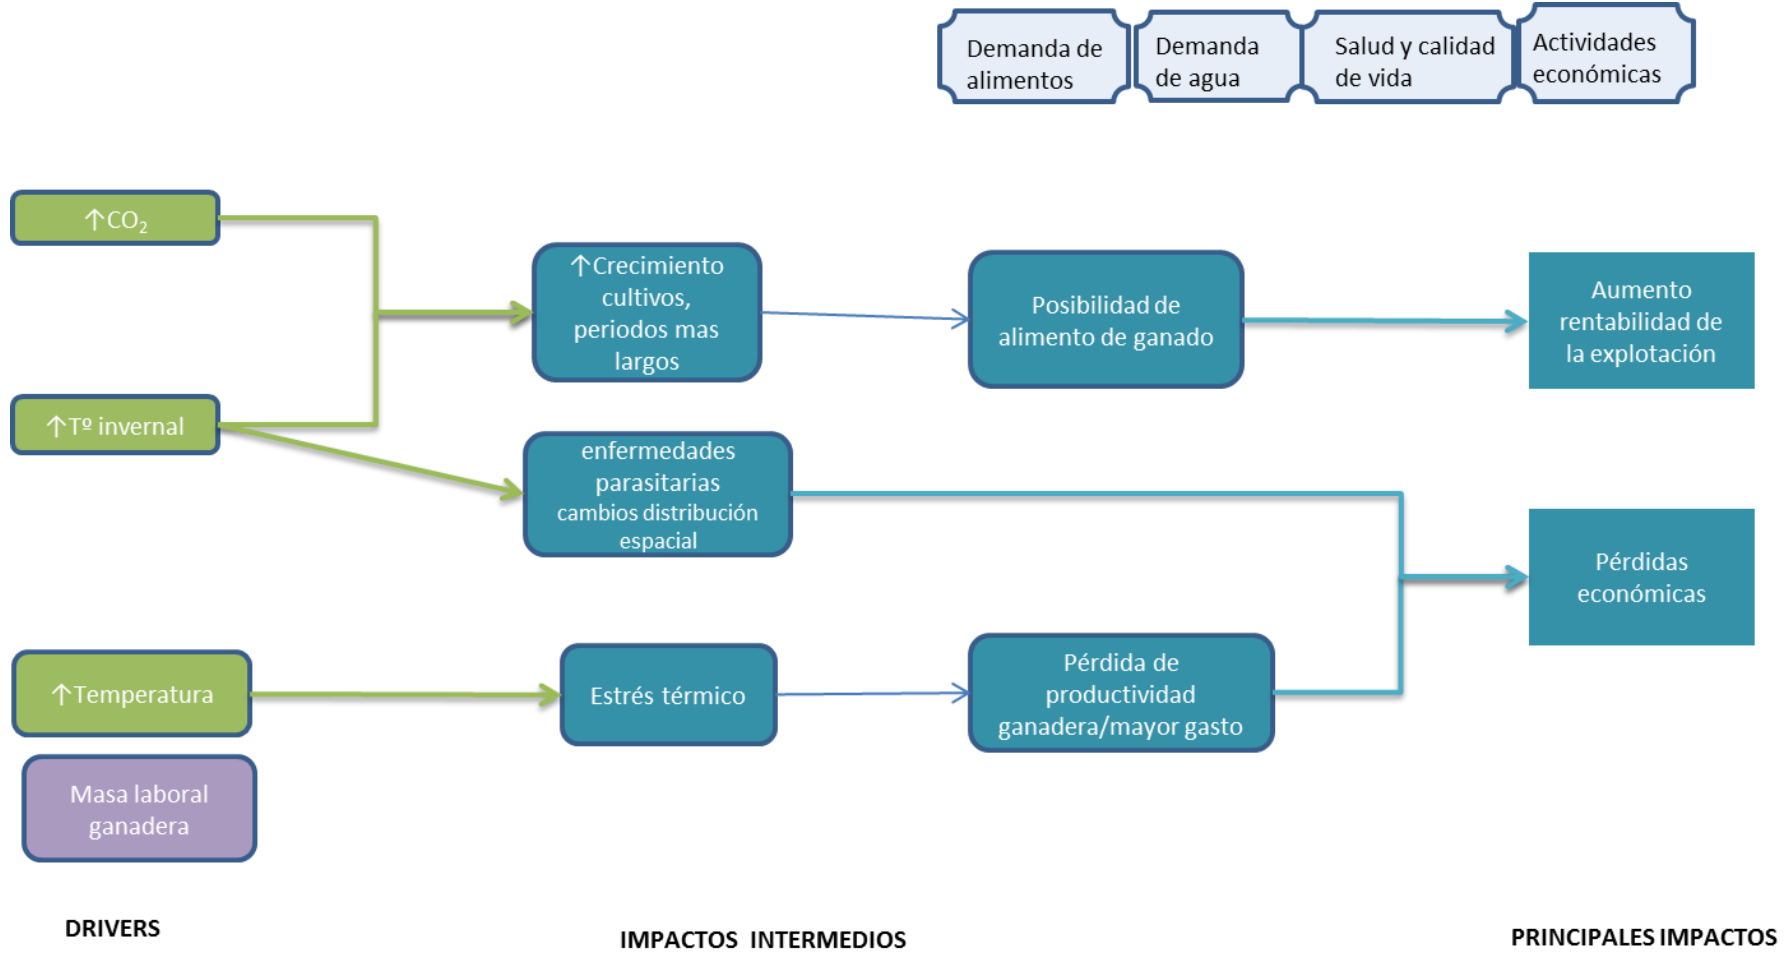 Demanda de
alimentos
Demanda
de agua
Salud y calidad
de vida
Actividades
económicas
↑CO₂
↑Crecimiento
cultivos,
periodos mas
largos
Posibilidad de
alimento de ganado
Aumento
rentabilidad de
la explotación
↑Tº invernal
enfermedades
parasitarias
cambios distribución
espacial
Pérdidas
económicas
↑Temperatura
Estrés térmico
Pérdida de
productividad
ganadera/mayor gasto
Masa laboral
ganadera
DRIVERS
IMPACTOS INTERMEDIOS
PRINCIPALES IMPACTOS